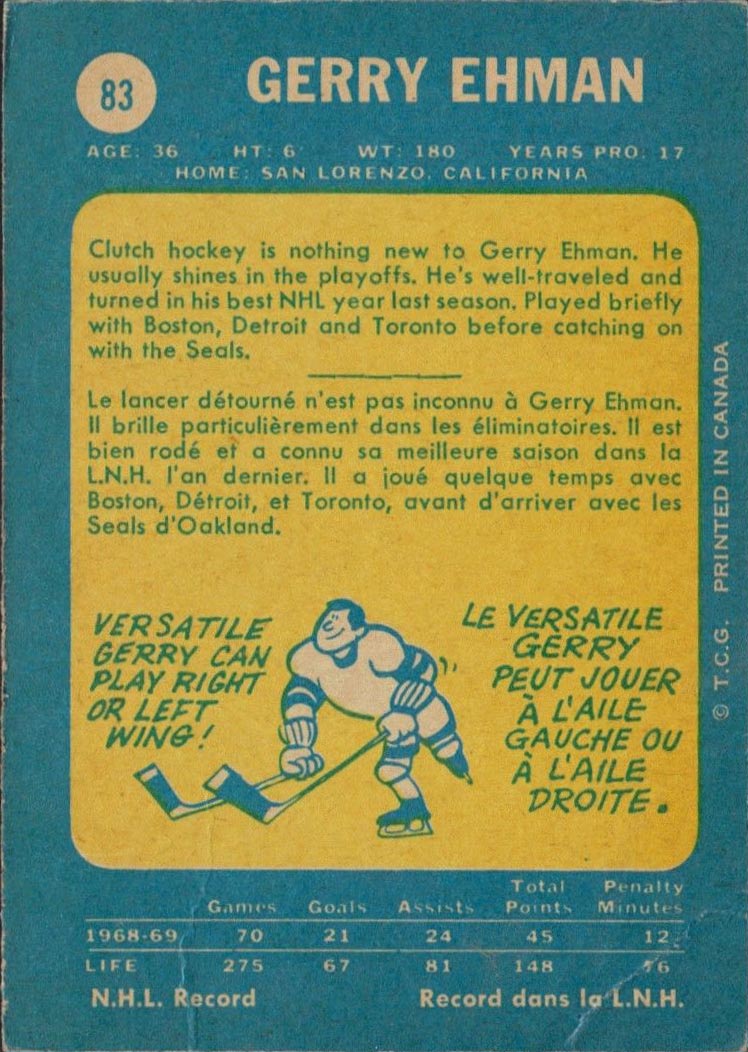 83
GERRY EHMAN
AGE: 36 HT: 6' WT: 180 YEARS PRO: 17
HOME: SAN LORENZO, CALIFORNIA
Clutch hockey is nothing new to Gerry Ehman. He
usually shines in the playoffs. He's well-traveled and
turned in his best NHL year last season. Played briefly
with Boston, Detroit and Toronto before catching on
with the Seals.
Le lancer détourné n'est pas inconnu à Gerry Ehman.
Il brille particulièrement dans les éliminatoires. Il est
bien rodé et a connu sa meilleure saison dans la
L.N.H. l'an dernier. Il a joué quelque temps avec
Boston, Détroit, et Toronto, avant d'arriver avec les
Seals d'Oakland.
VERSATILE
GERRY CAN
PLAY RIGHT
OR LEFT
WING!
LE VERSATILE
GERRY
PEUT JOUER
À L'AILE
GAUCHE OU
À L'AILE
DROITE.
© T.C.G. PRINTED IN CANADA
Total Penalty
Games Goals Assists Points Minutes
1968-69 70 21 24 45 12
LIFE 275 67 81 148 76
N.H.L. Record Record dans la L.N.H.